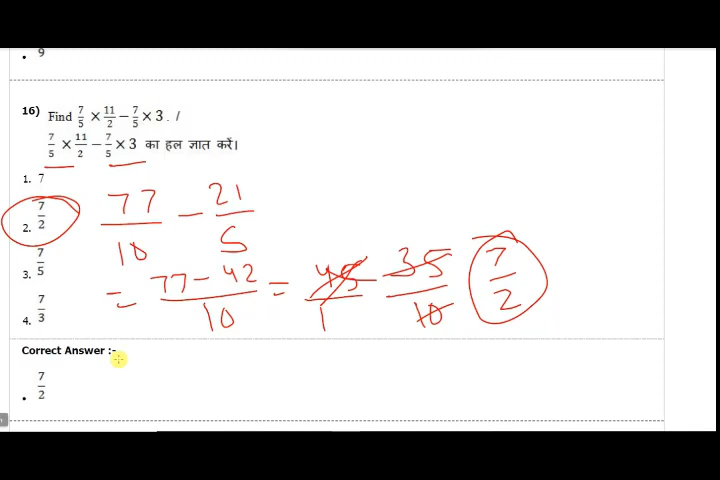 9
16) Find 7/5 × 11/2 − 7/5 × 3. /
7/5 × 11/2 − 7/5 × 3 का हल ज्ञात करें।
1. 7
2. 7/2
77/10 − 21/5
3. 7/5
= 77 − 42/10 = 45/1 35/10 7/2
4. 7/3
Correct Answer :-
7/2